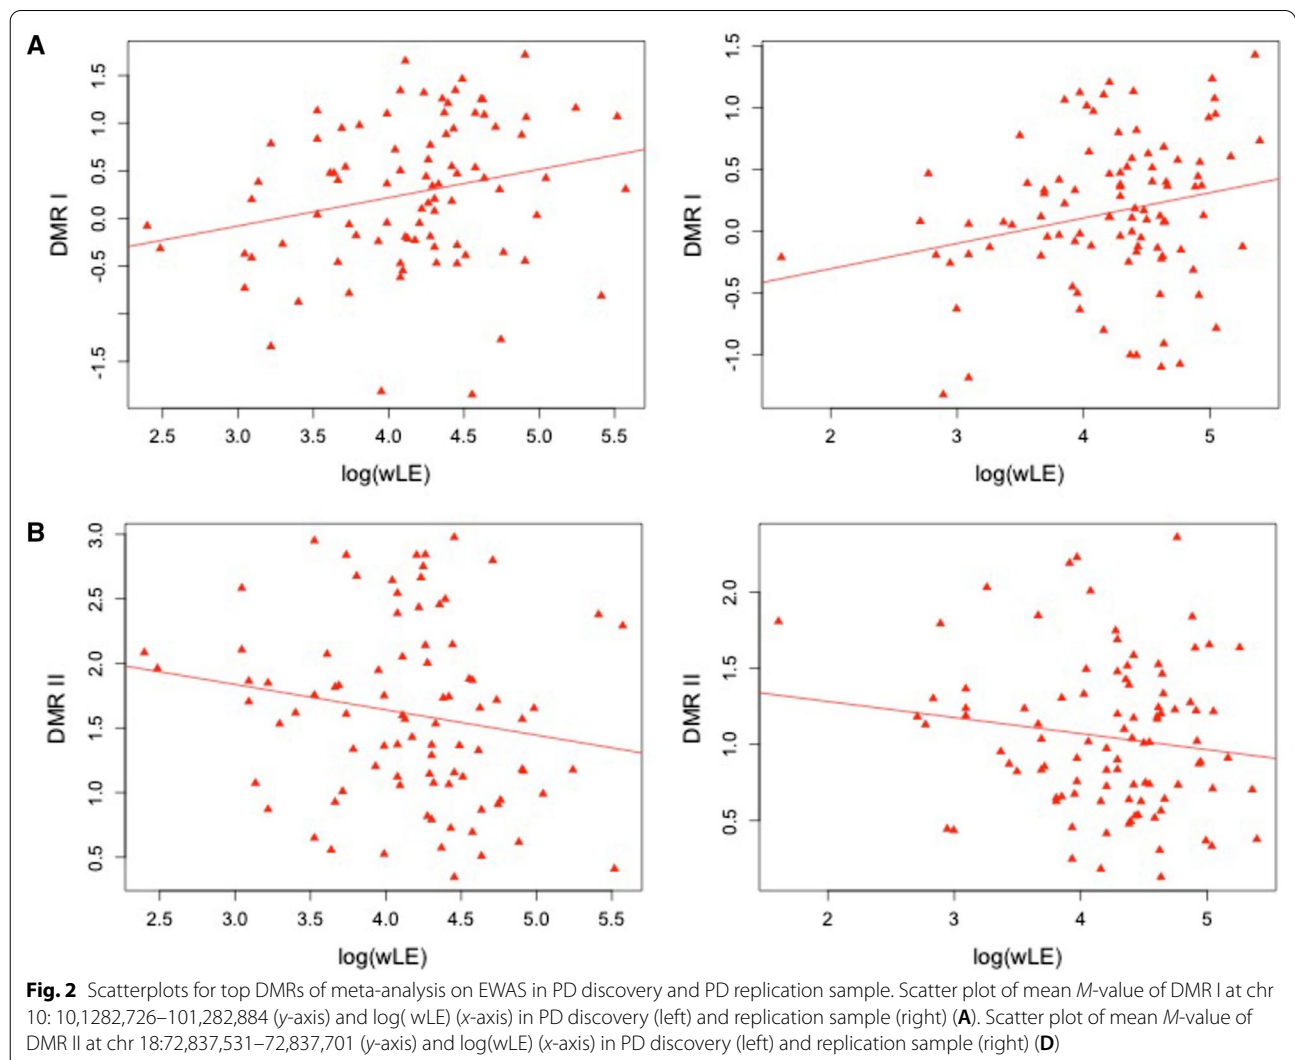 A
DMR I
1.5
1.0
0.5
0.0
-0.5
-1.5
2.5 3.0 3.5 4.0 4.5 5.0 5.5
log(wLE)
DMR I
1.5
1.0
0.5
0.0
-0.5
-1.0
2 3 4 5
log(wLE)
B
DMR II
3.0
2.5
2.0
1.5
1.0
0.5
2.5 3.0 3.5 4.0 4.5 5.0 5.5
log(wLE)
DMR II
2.0
1.5
1.0
0.5
2 3 4 5
log(wLE)
Fig. 2 Scatterplots for top DMRs of meta-analysis on EWAS in PD discovery and PD replication sample. Scatter plot of mean M-value of DMR I at chr
10: 10,1282,726–101,282,884 (y-axis) and log( wLE) (x-axis) in PD discovery (left) and replication sample (right) (A). Scatter plot of mean M-value of
DMR II at chr 18:72,837,531–72,837,701 (y-axis) and log(wLE) (x-axis) in PD discovery (left) and replication sample (right) (D)